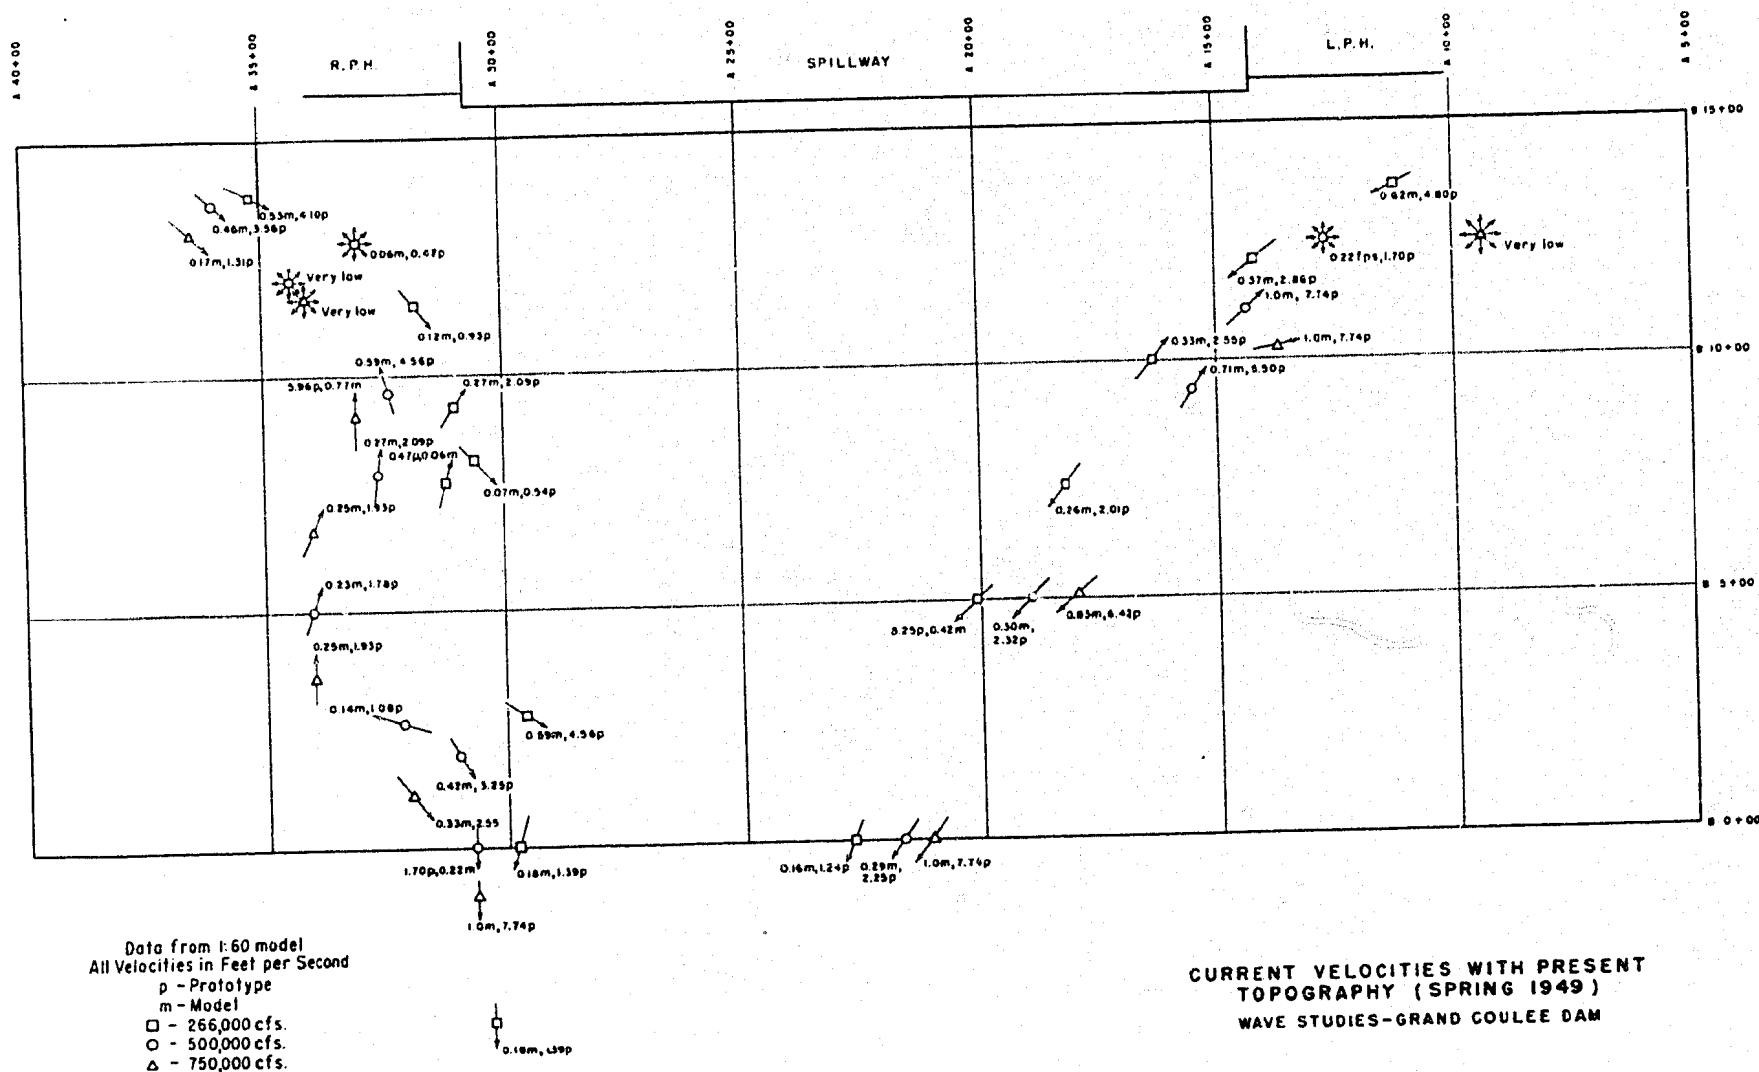 A 40+00
A 35+00
R.P.H.
A 30+00
A 25+00
SPILLWAY
A 20+00
A 15+00
L.P.H.
A 10+00
A 5+00
B 15+00
0.53m, 4.10p
0.46m, 3.56p
0.17m, 1.31p
0.06m, 0.47p
Very low
Very low
0.12m, 0.93p
0.62m, 4.80p
0.22fps, 1.70p
Very low
0.37m, 2.86p
1.0m, 7.74p
0.33m, 2.55p
1.0m, 7.74p
B 10+00
0.71m, 5.50p
0.59m, 4.56p
5.96p, 0.77m
0.27m, 2.09p
0.27m, 2.09p
0.47p, 0.06m
0.07m, 0.54p
0.26m, 2.01p
0.25m, 1.93p
0.23m, 1.78p
B 5+00
3.25p, 0.42m
0.30m,
2.32p
0.83m, 6.42p
0.25m, 1.93p
0.14m, 1.08p
0.59m, 4.56p
0.42m, 3.25p
0.33m, 2.55
B 0+00
1.70p, 0.22m
0.18m, 1.39p
0.16m, 1.24p
0.29m,
2.25p
1.0m, 7.74p
1.0m, 7.74p
Data from 1:60 model
All Velocities in Feet per Second
p - Prototype
m - Model
□ - 266,000 cfs.
○ - 500,000 cfs.
△ - 750,000 cfs.
0.18m, 1.39p
CURRENT VELOCITIES WITH PRESENT
TOPOGRAPHY (SPRING 1949)
WAVE STUDIES-GRAND COULEE DAM